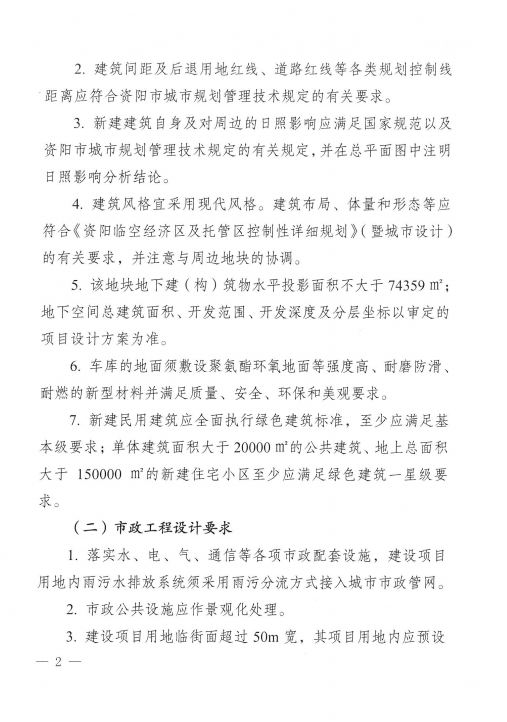 2. 建筑间距及后退用地红线、道路红线等各类规划控制线
距离应符合资阳市城市规划管理技术规定的有关要求。
3. 新建建筑自身及对周边的日照影响应满足国家规范以及
资阳市城市规划管理技术规定的有关规定,并在总平面图中注明
日照影响分析结论。
4. 建筑风格宜采用现代风格。建筑布局、体量和形态等应
符合《资阳临空经济区及托管区控制性详细规划》(暨城市设计)
的有关要求，并注意与周边地块的协调。
5. 该地块地下建（构）筑物水平投影面积不大于 74359 ㎡；
地下空间总建筑面积、开发范围、开发深度及分层坐标以审定的
项目设计方案为准。
6. 车库的地面须敷设聚氨酯环氧地面等强度高、耐磨防滑、
耐燃的新型材料并满足质量、安全、环保和美观要求。
7. 新建民用建筑应全面执行绿色建筑标准，至少应满足基
本级要求；单体建筑面积大于 20000 ㎡的公共建筑、地上总面积
大于 150000 ㎡的新建住宅小区至少应满足绿色建筑一星级要
求。
（二）市政工程设计要求
1. 落实水、电、气、通信等各项市政配套设施，建设项目
用地内雨污水排放系统须采用雨污分流方式接入城市市政管网。
2. 市政公共设施应作景观化处理。
3. 建设项目用地临街面超过 50m 宽，其项目用地内应预设
— 2 —